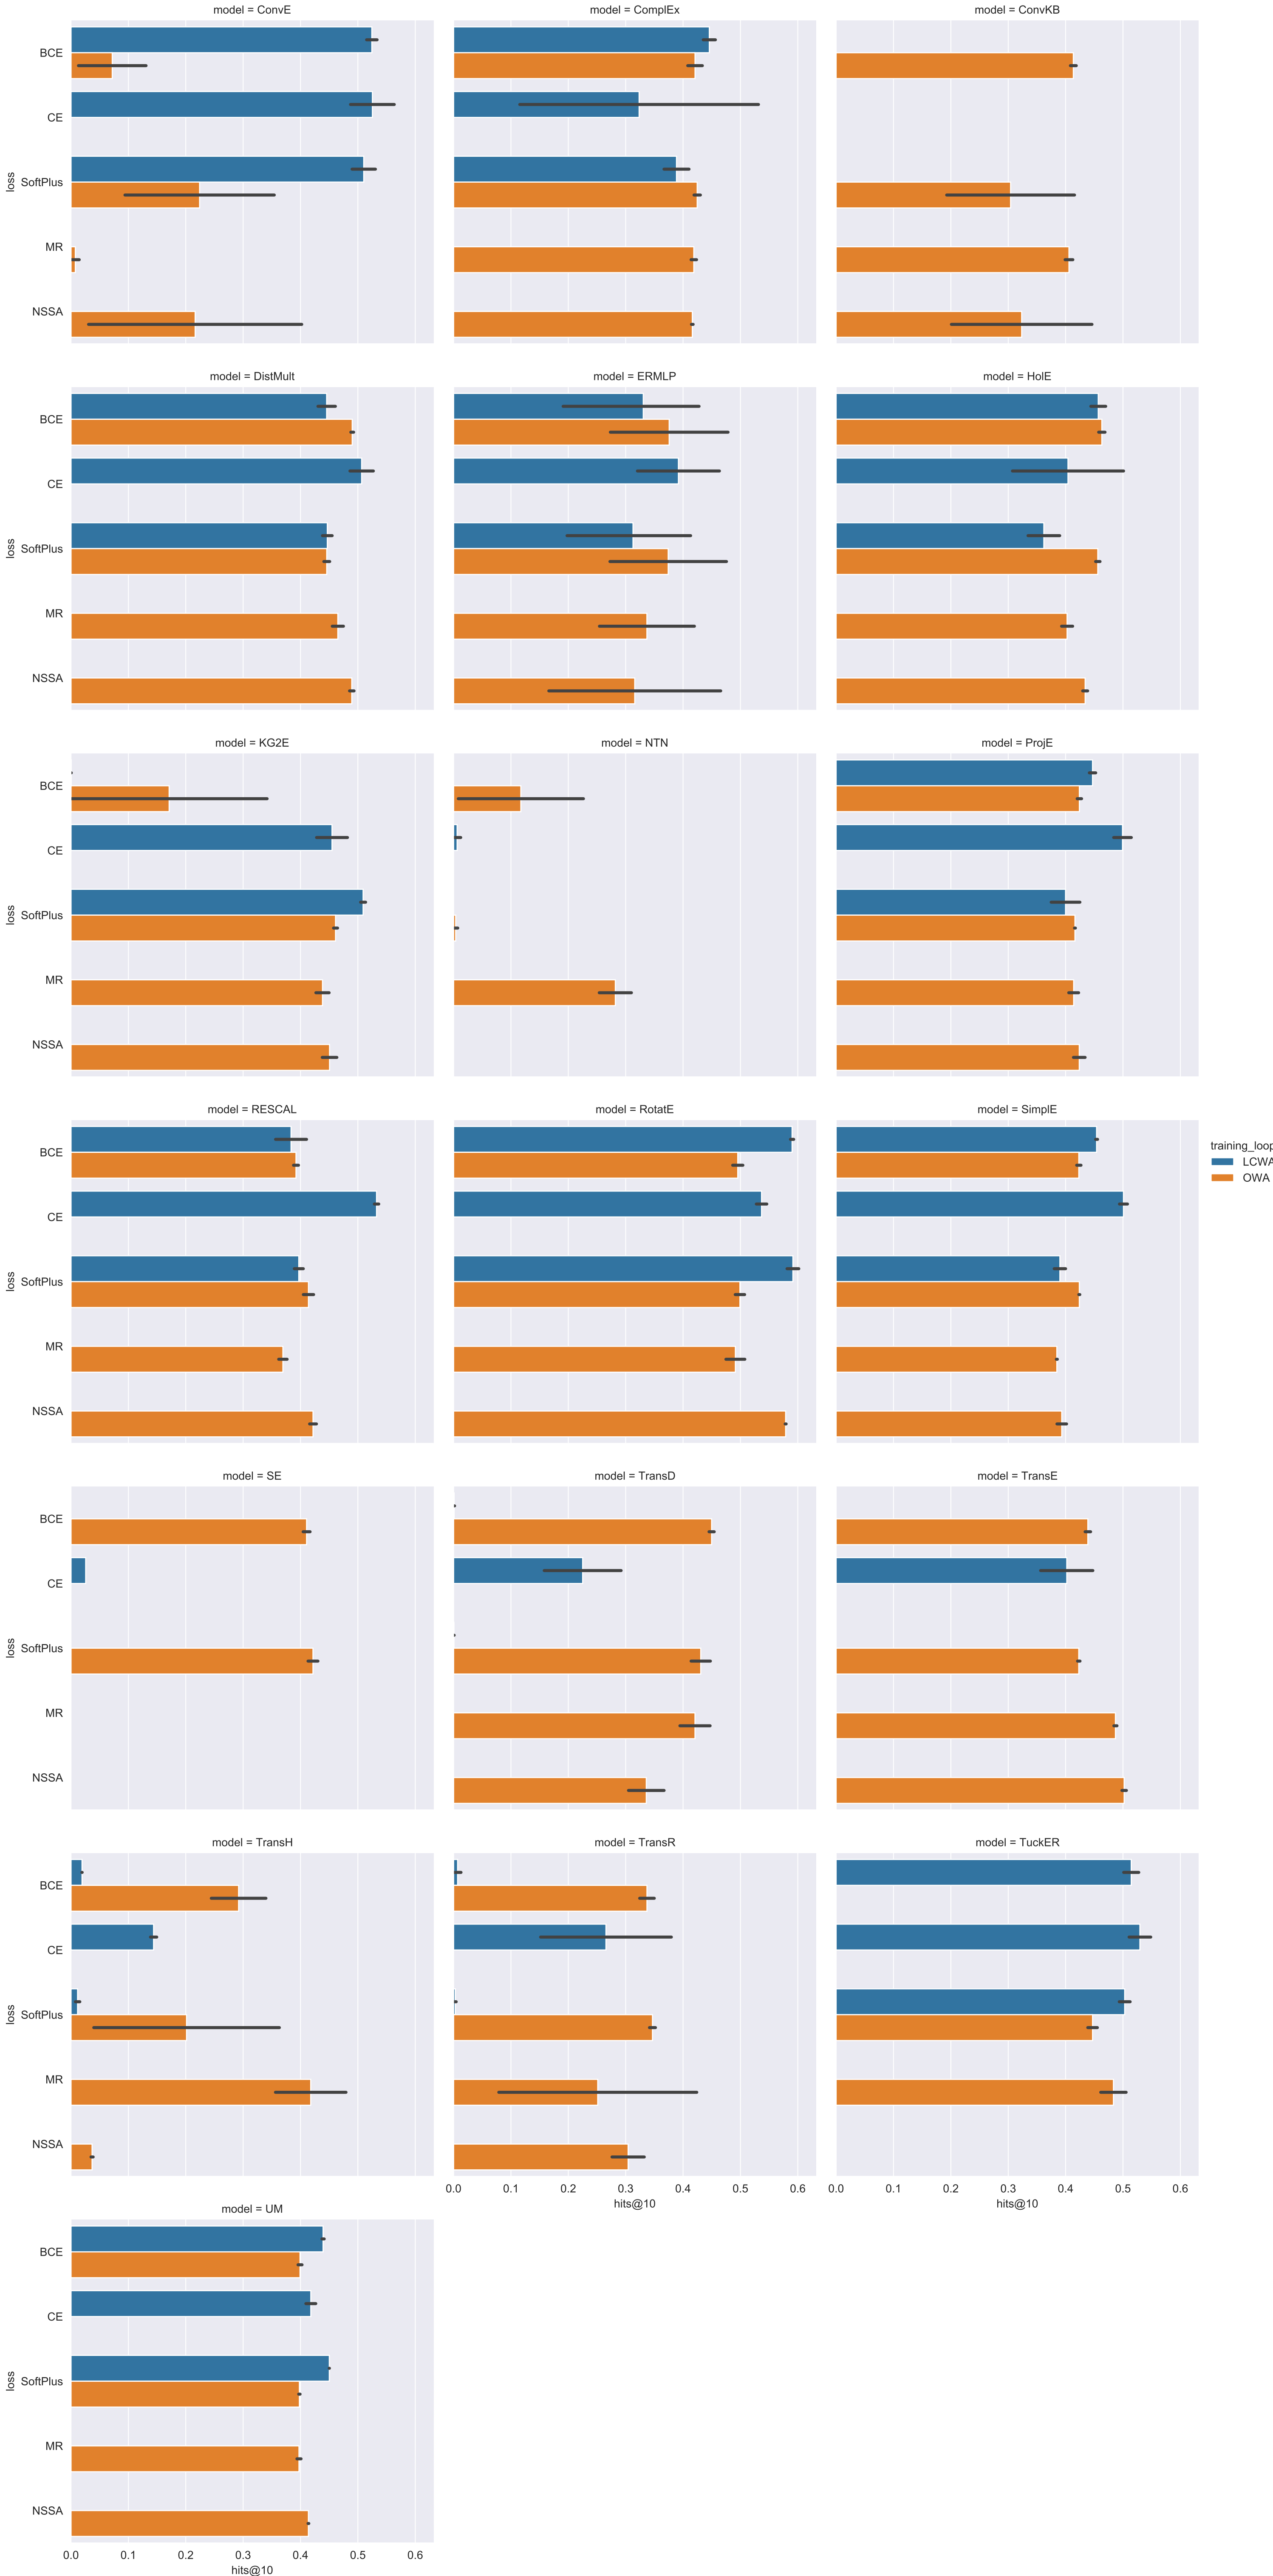 model = ConvE
model = ComplEx
model = ConvKB
BCE
CE
SoftPlus
MR
NSSA
loss
model = DistMult
model = ERMLP
model = HolE
BCE
CE
SoftPlus
MR
NSSA
loss
model = KG2E
model = NTN
model = ProjE
BCE
CE
SoftPlus
MR
NSSA
loss
model = RESCAL
model = RotatE
model = SimplE
BCE
CE
SoftPlus
MR
NSSA
loss
training_loop
LCWA
OWA
model = SE
model = TransD
model = TransE
BCE
CE
SoftPlus
MR
NSSA
loss
model = TransH
model = TransR
model = TuckER
BCE
CE
SoftPlus
MR
NSSA
loss
0.0 0.1 0.2 0.3 0.4 0.5 0.6
hits@10
0.0 0.1 0.2 0.3 0.4 0.5 0.6
hits@10
model = UM
BCE
CE
SoftPlus
MR
NSSA
loss
0.0 0.1 0.2 0.3 0.4 0.5 0.6
hits@10